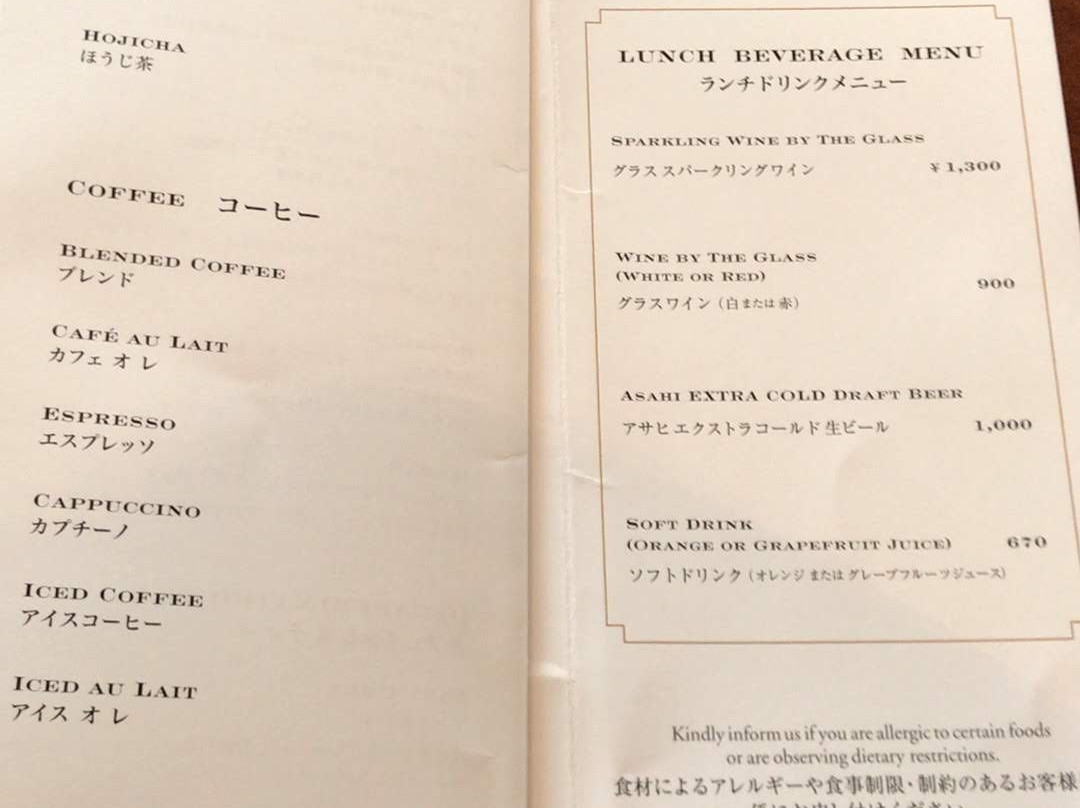 HOJICHA
ほうじ茶
COFFEE コーヒー
BLENDED COFFEE
ブレンド
CAFÉ AU LAIT
カフェ オ レ
ESPRESSO
エスプレッソ
CAPPUCCINO
カプチーノ
ICED COFFEE
アイスコーヒー
ICED AU LAIT
アイス オ レ
LUNCH BEVERAGE MENU
ランチドリンクメニュー
SPARKLING WINE BY THE GLASS
グラス スパークリングワイン ¥1,300
WINE BY THE GLASS
(WHITE OR RED) 900
グラスワイン(白または赤)
ASAHI EXTRA COLD DRAFT BEER
アサヒ エクストラコールド 生ビール 1,000
SOFT DRINK
(ORANGE OR GRAPEFRUIT JUICE) 670
ソフトドリンク(オレンジ または グレープフルーツジュース)
Kindly inform us if you are allergic to certain foods
or are observing dietary restrictions.
食材によるアレルギーや食事制限・制約のあるお客様